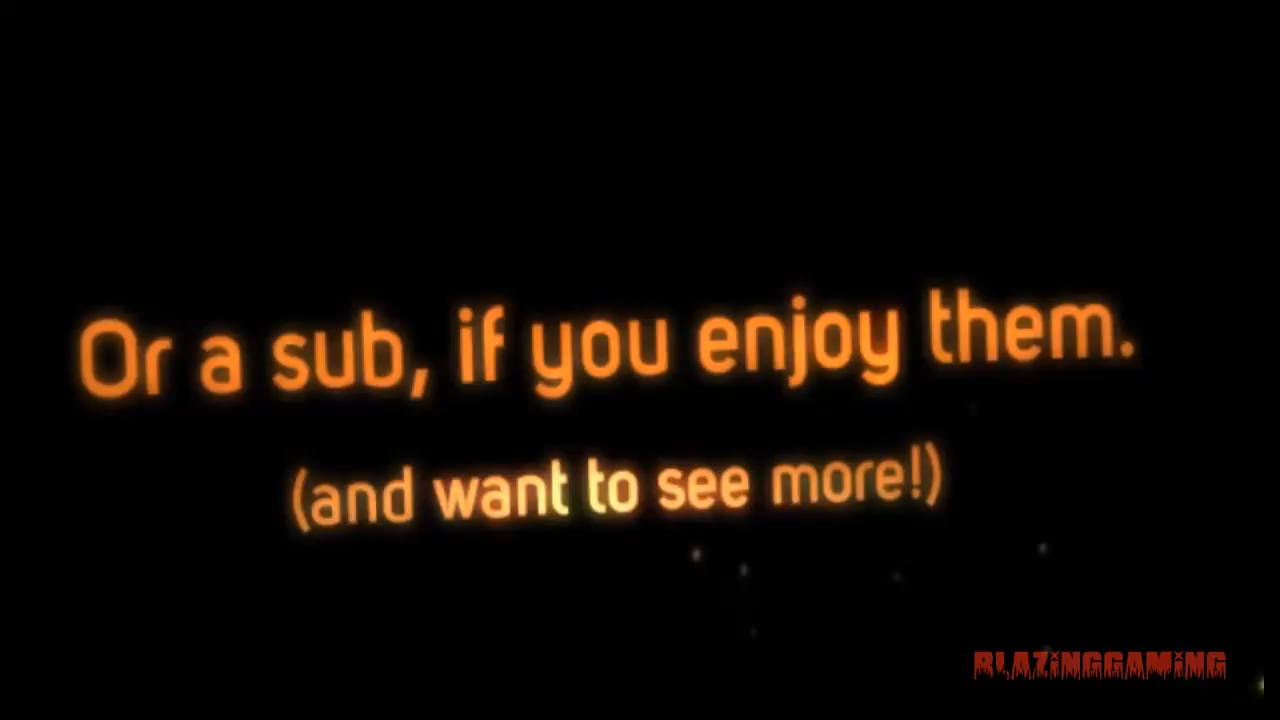 Or a sub, if you enjoy them.
(and want to see more!)
BLAZiNGGAMiNG